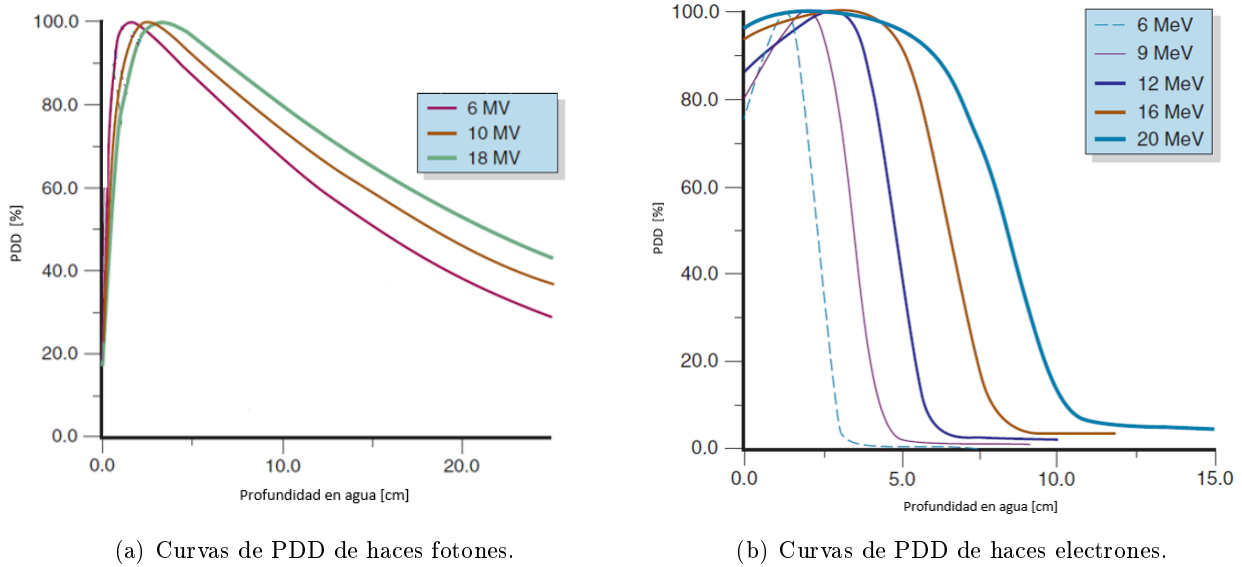 100.0
80.0
60.0
40.0
20.0
0.0
PDD [%]
0.0 10.0 20.0
Profundidad en agua [cm]
6 MV
10 MV
18 MV
(a) Curvas de PDD de haces fotones.
100.0
80.0
60.0
40.0
20.0
0.0
PDD [%]
0.0 5.0 10.0 15.0
Profundidad en agua [cm]
6 MeV
9 MeV
12 MeV
16 MeV
20 MeV
(b) Curvas de PDD de haces electrones.